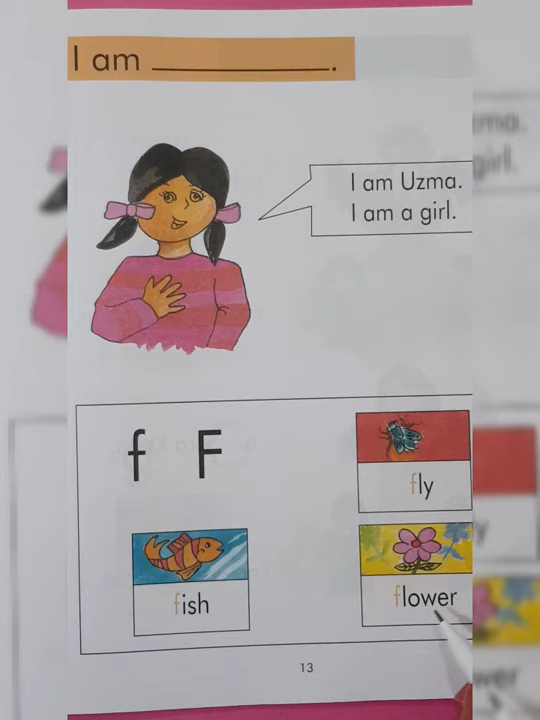 I am ____________.
I am Uzma.
I am a girl.
f F
fly
fish
flower
13